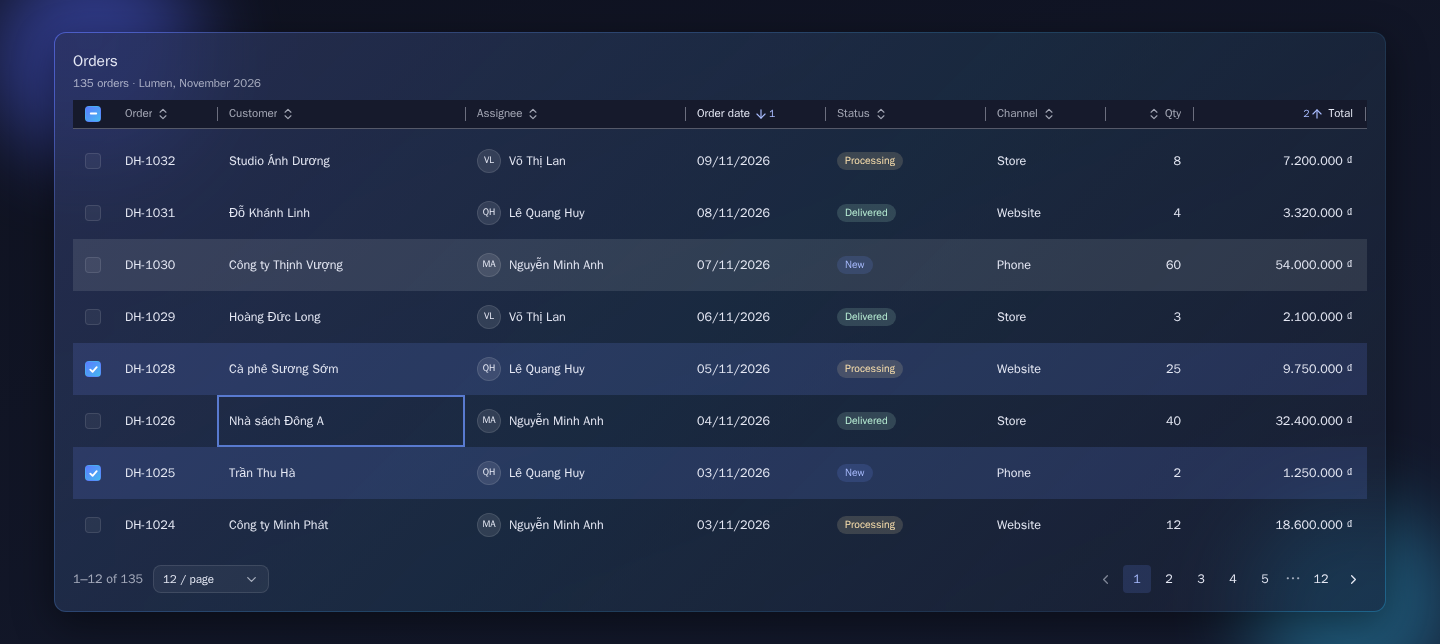 Orders
135 orders · Lumen, November 2026
Order Customer Assignee Order date 1 Status Channel Qty 2 Total
DH-1032 Studio Ánh Dương VL Võ Thị Lan 09/11/2026 Processing Store 8 7.200.000 ₫
DH-1031 Đỗ Khánh Linh QH Lê Quang Huy 08/11/2026 Delivered Website 4 3.320.000 ₫
DH-1030 Công ty Thịnh Vượng MA Nguyễn Minh Anh 07/11/2026 New Phone 60 54.000.000 ₫
DH-1029 Hoàng Đức Long VL Võ Thị Lan 06/11/2026 Delivered Store 3 2.100.000 ₫
DH-1028 Cà phê Sương Sớm QH Lê Quang Huy 05/11/2026 Processing Website 25 9.750.000 ₫
DH-1026 Nhà sách Đông A MA Nguyễn Minh Anh 04/11/2026 Delivered Store 40 32.400.000 ₫
DH-1025 Trần Thu Hà QH Lê Quang Huy 03/11/2026 New Phone 2 1.250.000 ₫
DH-1024 Công ty Minh Phát MA Nguyễn Minh Anh 03/11/2026 Processing Website 12 18.600.000 ₫
1–12 of 135 12 / page 1 2 3 4 5 ••• 12